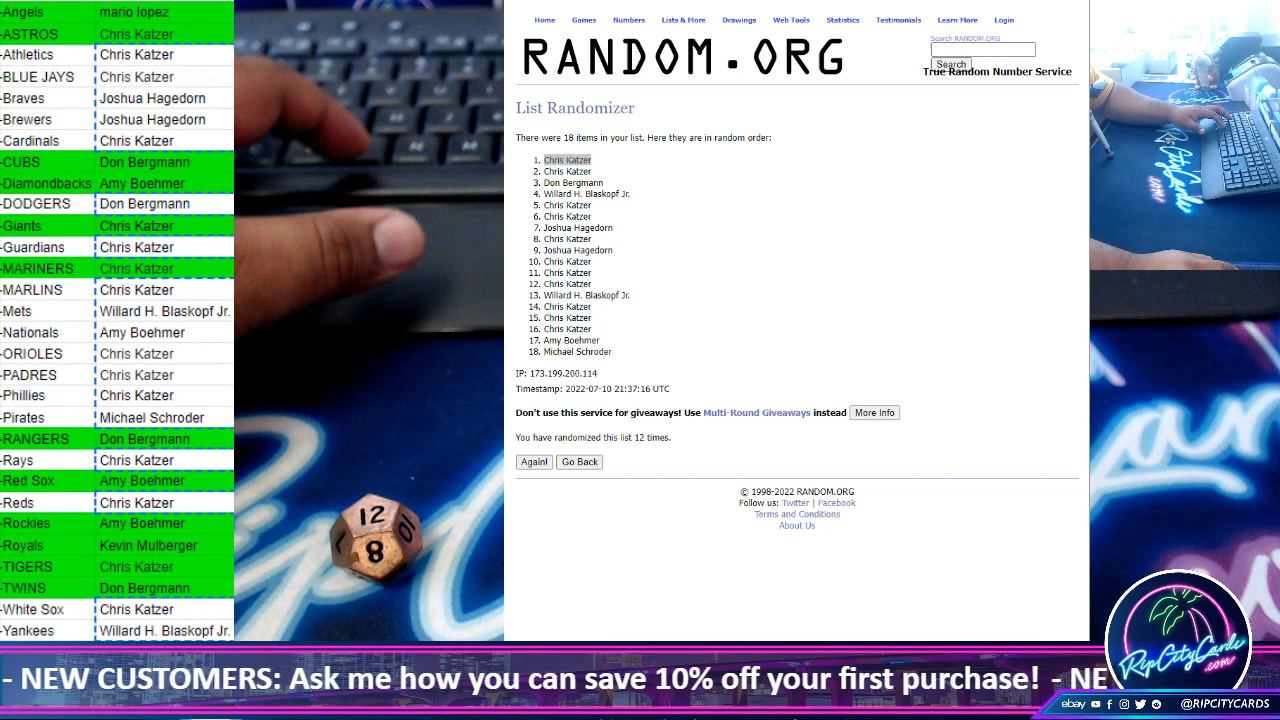 -Angels mario lopez
-ASTROS Chris Katzer
-Athletics Chris Katzer
-BLUE JAYS Chris Katzer
-Braves Joshua Hagedorn
-Brewers Joshua Hagedorn
-Cardinals Chris Katzer
-CUBS Don Bergmann
-Diamondbacks Amy Boehmer
-DODGERS Don Bergmann
-Giants Chris Katzer
-Guardians Chris Katzer
-MARINERS Chris Katzer
-MARLINS Chris Katzer
-Mets Willard H. Blaskopf Jr.
-Nationals Amy Boehmer
-ORIOLES Chris Katzer
-PADRES Chris Katzer
-Phillies Chris Katzer
-Pirates Michael Schroder
-RANGERS Don Bergmann
-Rays Chris Katzer
-Red Sox Amy Boehmer
-Reds Chris Katzer
-Rockies Amy Boehmer
-Royals Kevin Mulberger
-TIGERS Chris Katzer
-TWINS Don Bergmann
-White Sox Chris Katzer
-Yankees Willard H. Blaskopf Jr.
12
8
10
Home Games Numbers Lists & More Drawings Web Tools Statistics Testimonials Learn More Login
RANDOM.ORG
Search RANDOM.ORG
Search
True Random Number Service
List Randomizer
There were 18 items in your list. Here they are in random order:
1. Chris Katzer
2. Chris Katzer
3. Don Bergmann
4. Willard H. Blaskopf Jr.
5. Chris Katzer
6. Chris Katzer
7. Joshua Hagedorn
8. Chris Katzer
9. Joshua Hagedorn
10. Chris Katzer
11. Chris Katzer
12. Chris Katzer
13. Willard H. Blaskopf Jr.
14. Chris Katzer
15. Chris Katzer
16. Chris Katzer
17. Amy Boehmer
18. Michael Schroder
IP: 173.199.200.114
Timestamp: 2022-07-10 21:37:16 UTC
Don't use this service for giveaways! Use Multi-Round Giveaways instead More Info
You have randomized this list 12 times.
Again! Go Back
© 1998-2022 RANDOM.ORG
Follow us: Twitter | Facebook
Terms and Conditions
About Us
- NEW CUSTOMERS: Ask me how you can save 10% off your first purchase! - NE
RipCityCards
.com
ebay @RIPCITYCARDS